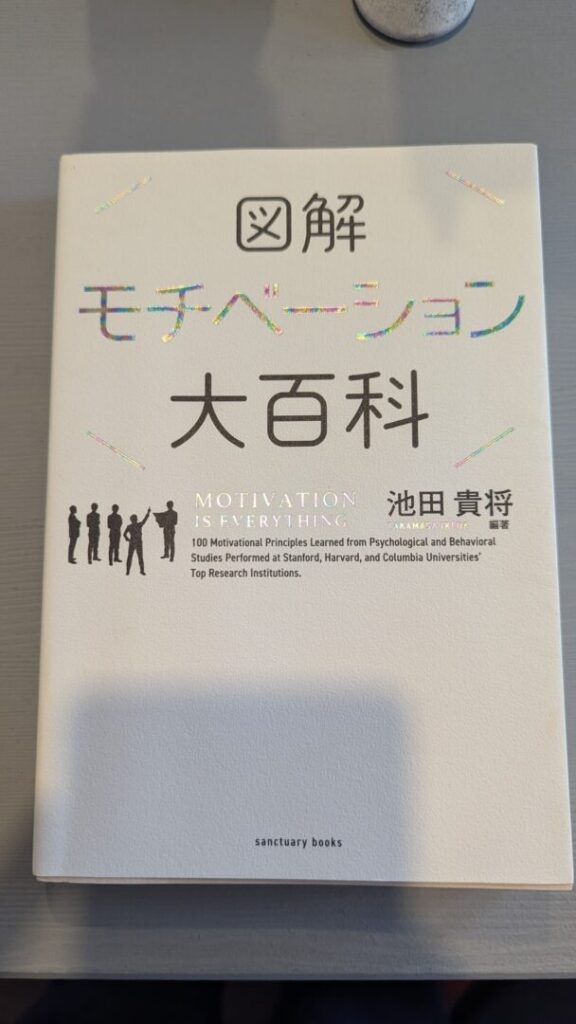 図解
モチベーション
大百科
MOTIVATION
IS EVERYTHING
池田 貴将
TAKAMASA IKEDA
編著
100 Motivational Principles Learned from Psychological and Behavioral
Studies Performed at Stanford, Harvard, and Columbia Universities'
Top Research Institutions.
sanctuary books